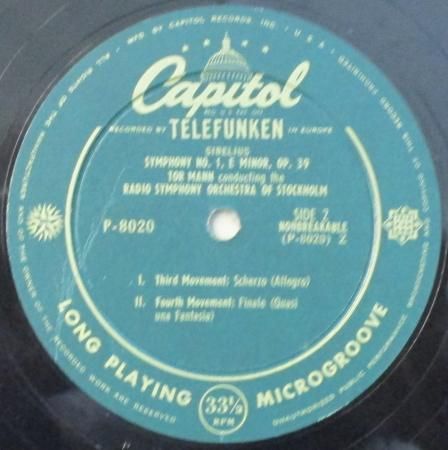 Capitol
RECORDED BY TELEFUNKEN IN EUROPE
SIBELIUS
SYMPHONY NO. 1, E MINOR, OP. 39
TOR MANN conducting the
RADIO SYMPHONY ORCHESTRA OF STOCKHOLM
P-8020
SIDE 2
NONBREAKABLE
(P-8020) Z
I. Third Movement: Scherzo (Allegro)
II. Fourth Movement: Finale (Quasi
una Fantasia)
LONG PLAYING 33⅓ RPM MICROGROOVE